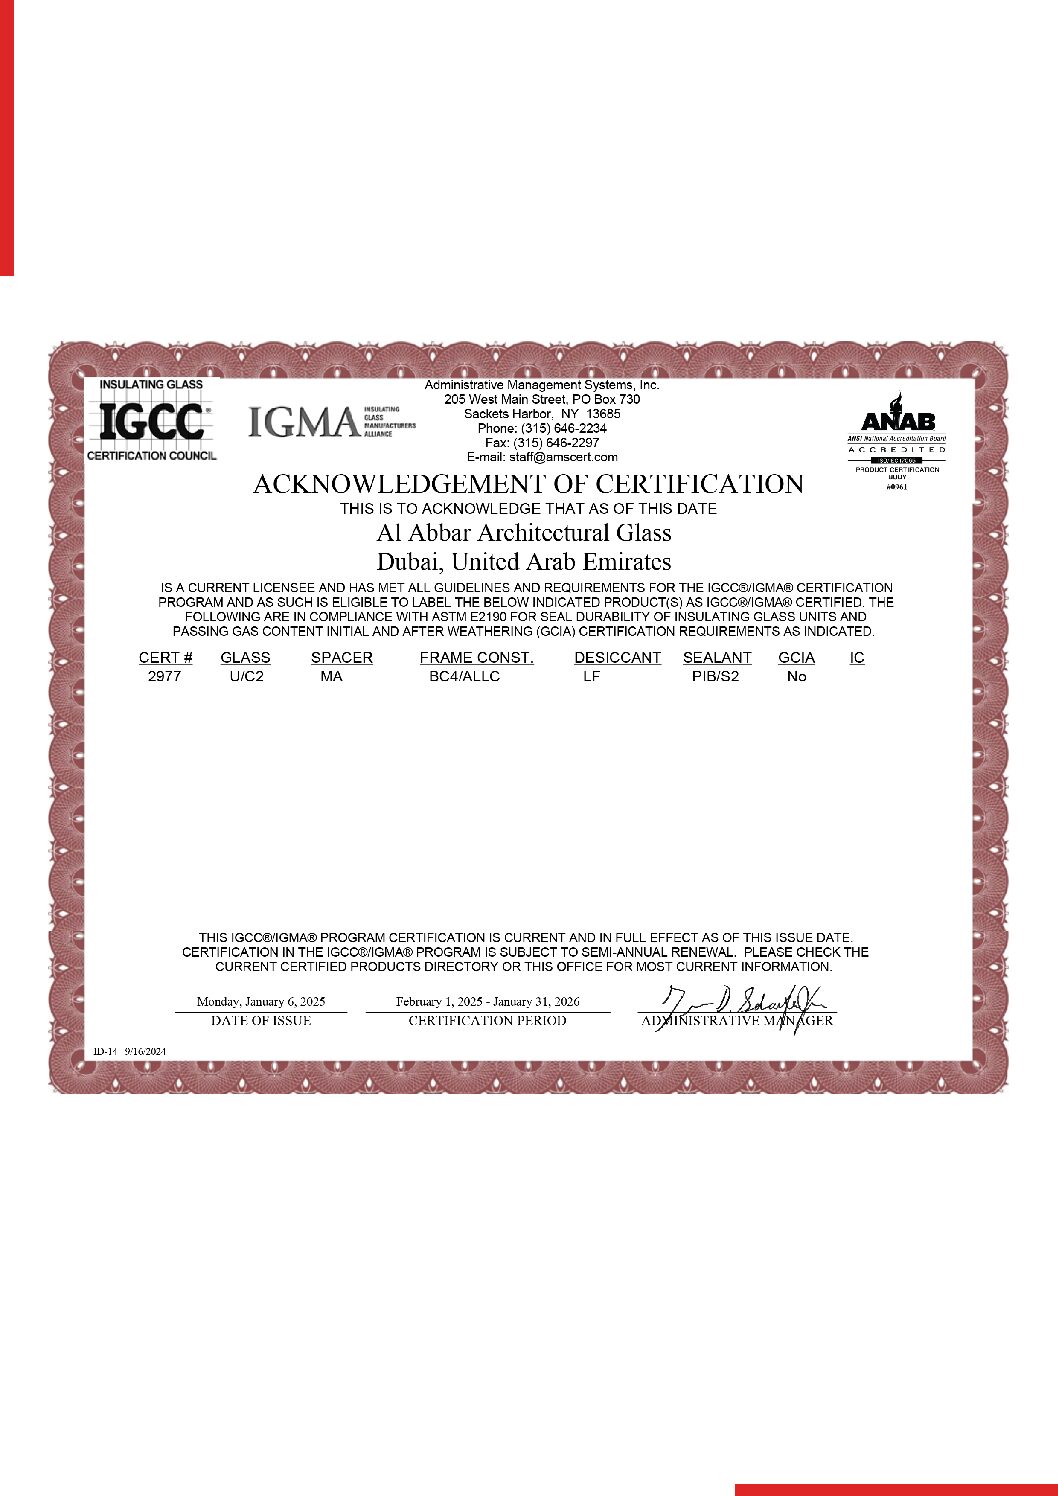 INSULATING GLASS
IGCC®
CERTIFICATION COUNCIL
IGMA
INSULATING
GLASS
MANUFACTURERS
ALLIANCE
Administrative Management Systems, Inc.
205 West Main Street, PO Box 730
Sackets Harbor, NY 13685
Phone: (315) 646-2234
Fax: (315) 646-2297
E-mail: staff@amscert.com
ANAB
ANSI National Accreditation Board
ACCREDITED
PRODUCT CERTIFICATION
BODY
#0961
ACKNOWLEDGEMENT OF CERTIFICATION
THIS IS TO ACKNOWLEDGE THAT AS OF THIS DATE
Al Abbar Architectural Glass
Dubai, United Arab Emirates
IS A CURRENT LICENSEE AND HAS MET ALL GUIDELINES AND REQUIREMENTS FOR THE IGCC®/IGMA® CERTIFICATION
PROGRAM AND AS SUCH IS ELIGIBLE TO LABEL THE BELOW INDICATED PRODUCT(S) AS IGCC®/IGMA® CERTIFIED. THE
FOLLOWING ARE IN COMPLIANCE WITH ASTM E2190 FOR SEAL DURABILITY OF INSULATING GLASS UNITS AND
PASSING GAS CONTENT INITIAL AND AFTER WEATHERING (GCIA) CERTIFICATION REQUIREMENTS AS INDICATED.
CERT # GLASS SPACER FRAME CONST. DESICCANT SEALANT GCIA IC
2977 U/C2 MA BC4/ALLC LF PIB/S2 No
THIS IGCC®/IGMA® PROGRAM CERTIFICATION IS CURRENT AND IN FULL EFFECT AS OF THIS ISSUE DATE.
CERTIFICATION IN THE IGCC®/IGMA® PROGRAM IS SUBJECT TO SEMI-ANNUAL RENEWAL. PLEASE CHECK THE
CURRENT CERTIFIED PRODUCTS DIRECTORY OR THIS OFFICE FOR MOST CURRENT INFORMATION.
Monday, January 6, 2025 February 1, 2025 - January 31, 2026
DATE OF ISSUE CERTIFICATION PERIOD ADMINISTRATIVE MANAGER
ID-14 9/16/2024